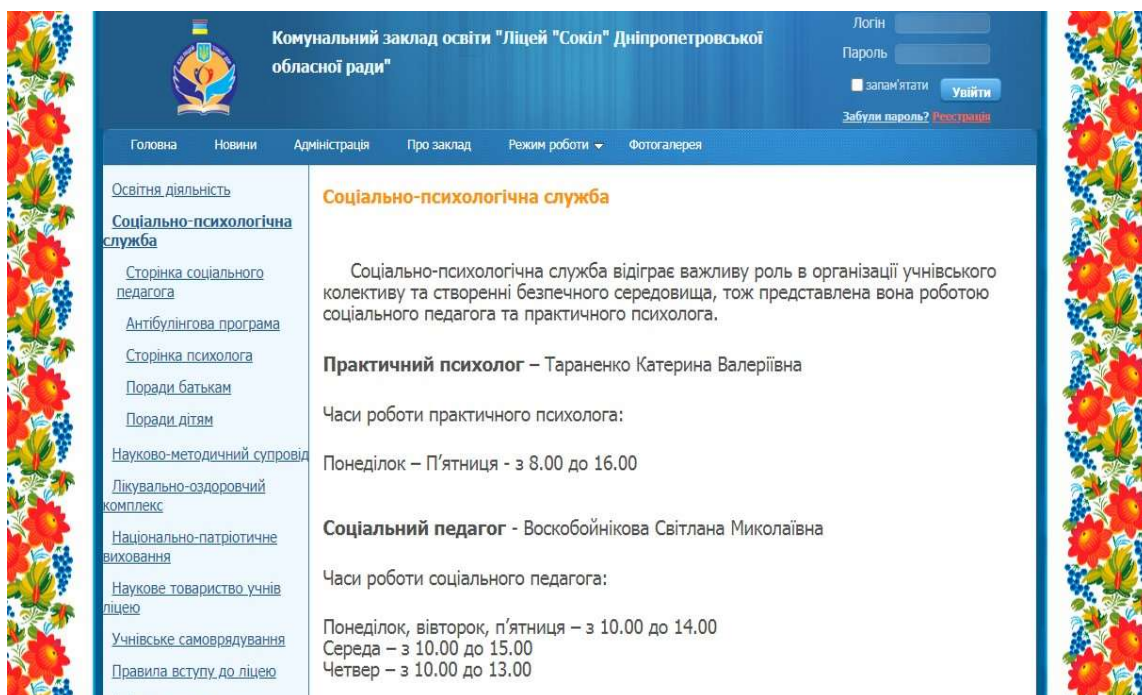 Комунальний заклад освіти "Ліцей "Сокіл" Дніпропетровської
обласної ради"
Логін
Пароль
запам'ятати
Увійти
Забули пароль? Реєстрація
Головна Новини Адміністрація Про заклад Режим роботи Фотогалерея
Освітня діяльність
Соціально-психологічна
служба
Сторінка соціального
педагога
Антибулінгова програма
Сторінка психолога
Поради батькам
Поради дітям
Науково-методичний супровід
Лікувально-оздоровчий
комплекс
Національно-патріотичне
виховання
Наукове товариство учнів
ліцею
Учнівське самоврядування
Правила вступу до ліцею
Соціально-психологічна служба
Соціально-психологічна служба відіграє важливу роль в організації учнівського
колективу та створенні безпечного середовища, тож представлена вона роботою
соціального педагога та практичного психолога.
Практичний психолог – Тараненко Катерина Валеріївна
Часи роботи практичного психолога:
Понеділок – П'ятниця - з 8.00 до 16.00
Соціальний педагог - Воскобойнікова Світлана Миколаївна
Часи роботи соціального педагога:
Понеділок, вівторок, п'ятниця – з 10.00 до 14.00
Середа – з 10.00 до 15.00
Четвер – з 10.00 до 13.00